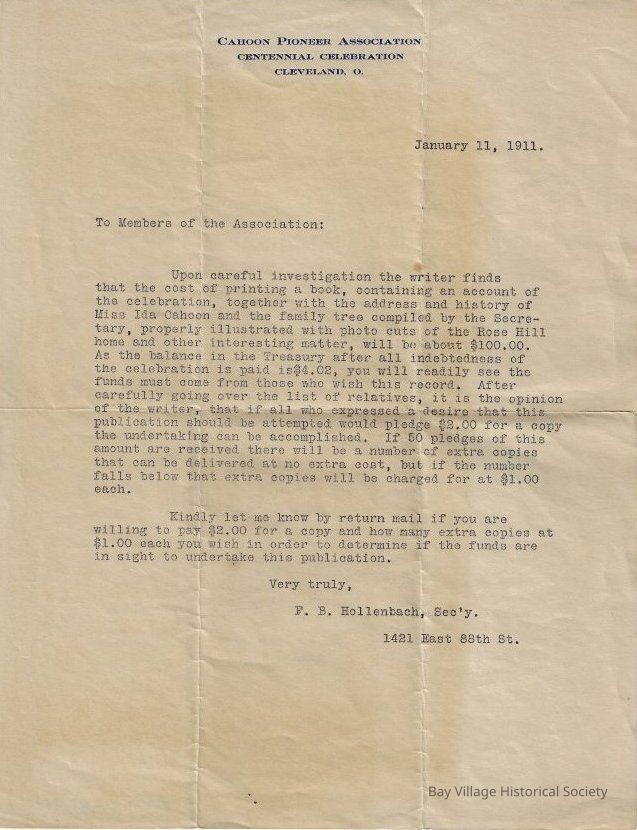 CAHOON PIONEER ASSOCIATION
CENTENNIAL CELEBRATION
CLEVELAND, O.
January 11, 1911.
To Members of the Association:
Upon careful investigation the writer finds
that the cost of printing a book, containing an account of
the celebration, together with the address and history of
Miss Ida Cahoon and the family tree compiled by the Secre-
tary, properly illustrated with photo cuts of the Rose Hill
home and other interesting matter, will be about $100.00.
As the balance in the Treasury after all indebtedness of
the celebration is paid is$4.02, you will readily see the
funds must come from those who wish this record. After
carefully going over the list of relatives, it is the opinion
of the writer, that if all who expressed a desire that this
publication should be attempted would pledge $2.00 for a copy
the undertaking can be accomplished. If 50 pledges of this
amount are received there will be a number of extra copies
that can be delivered at no extra cost, but if the number
falls below that extra copies will be charged for at $1.00
each.
Kindly let me know by return mail if you are
willing to pay $2.00 for a copy and how many extra copies at
$1.00 each you wish in order to determine if the funds are
in sight to undertake this publication.
Very truly,
F. B. Hollenbach, Sec'y.
1421 East 88th St.
Bay Village Historical Society